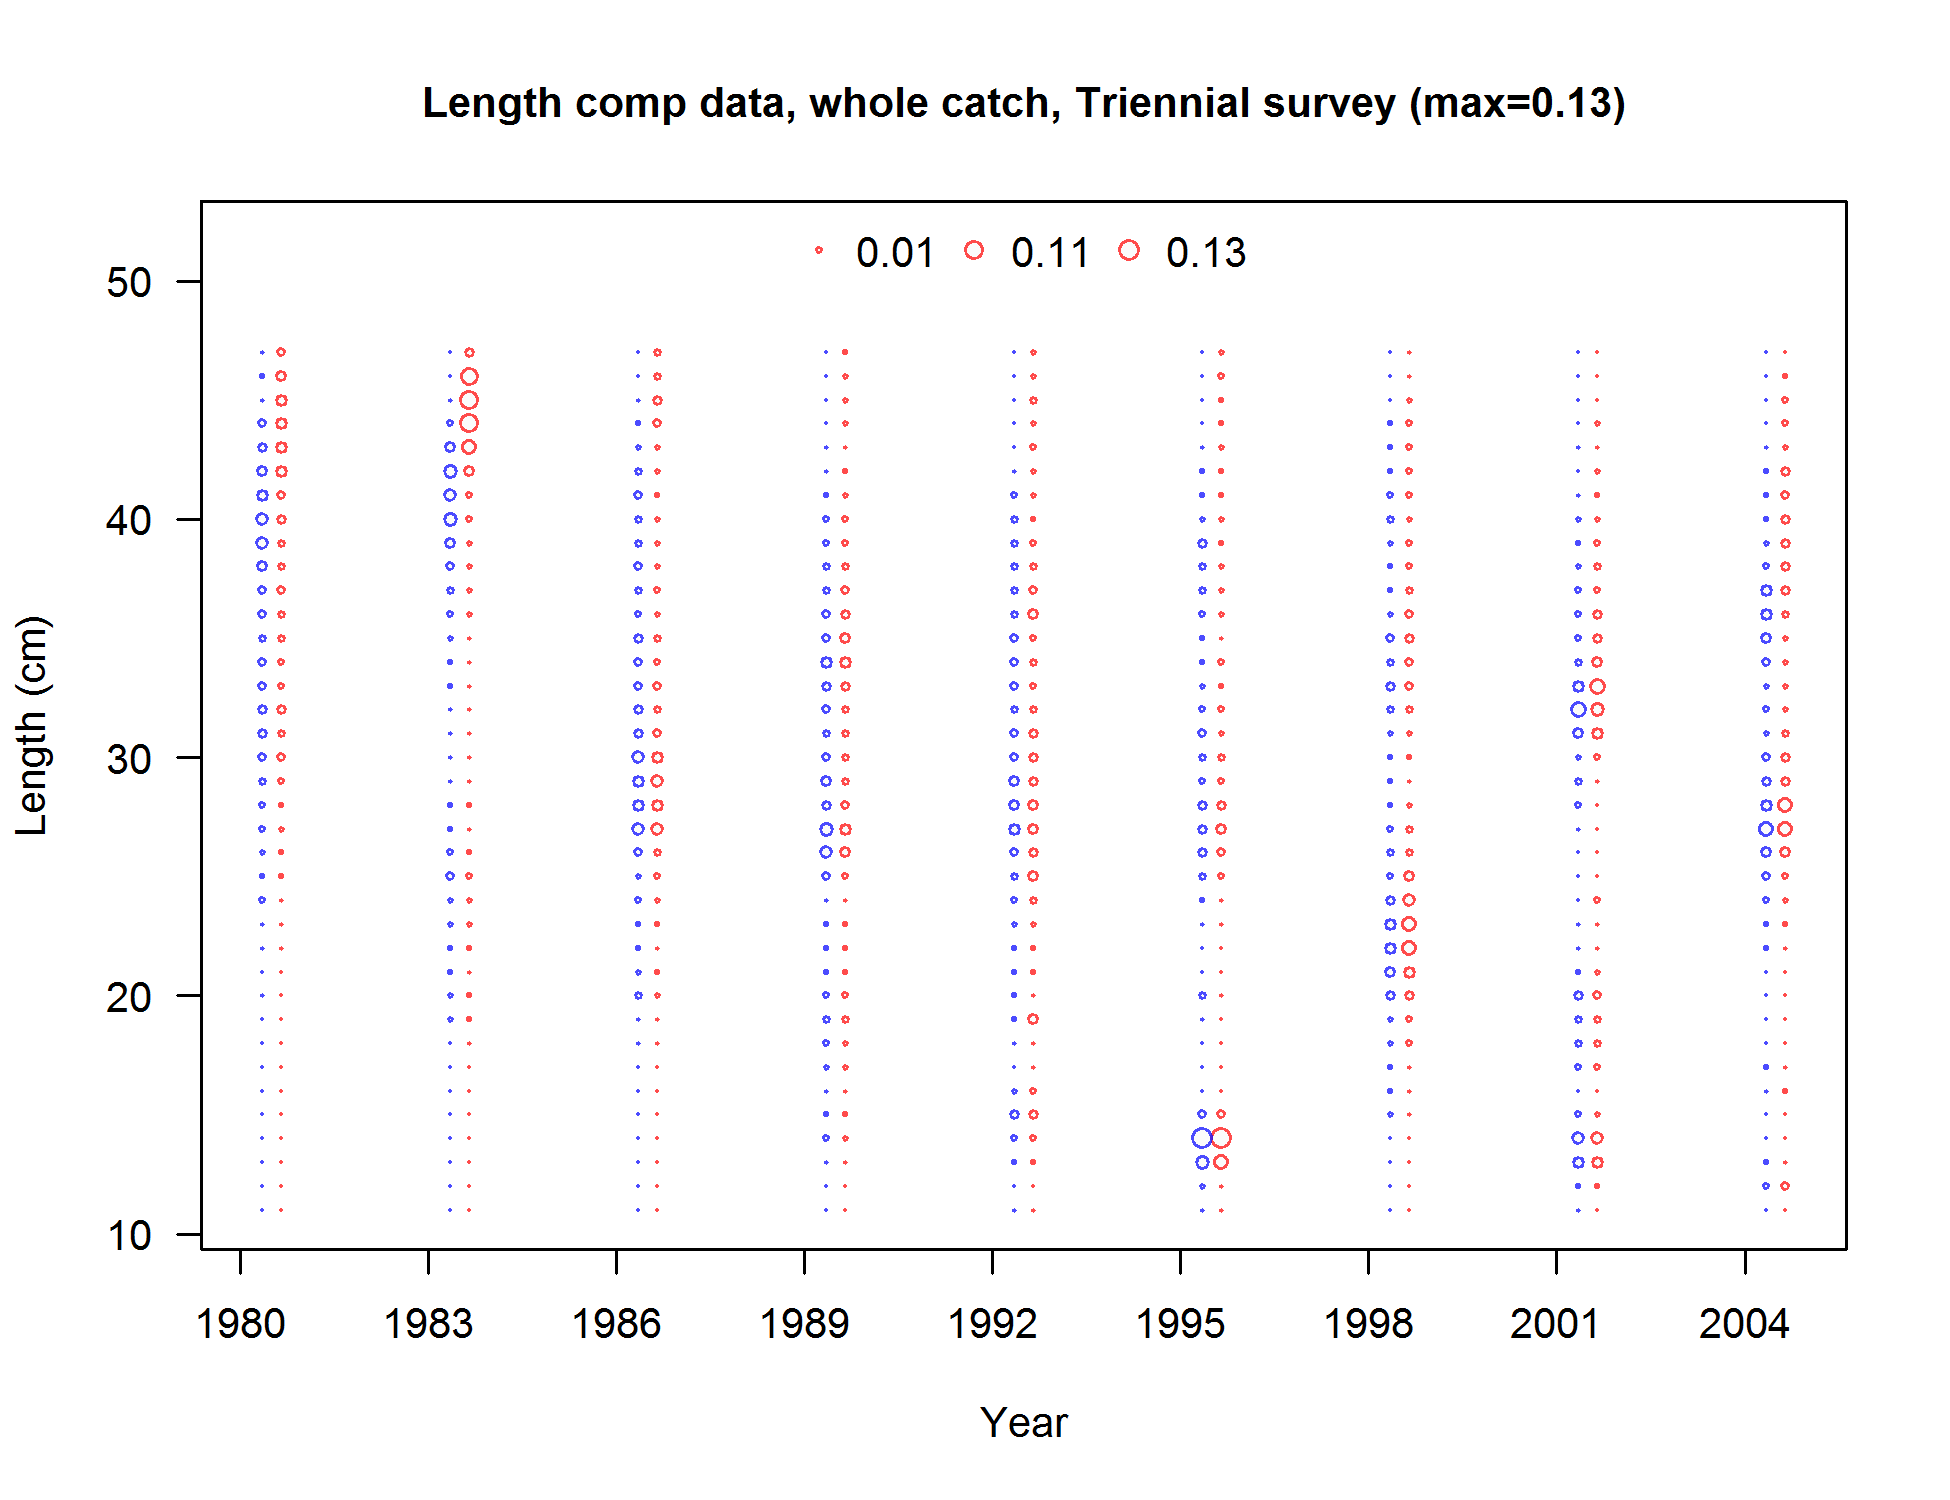 Length comp data, whole catch, Triennial survey (max=0.13)
0.01 0.11 0.13
50
40
30
20
10
Length (cm)
1980 1983 1986 1989 1992 1995 1998 2001 2004
Year